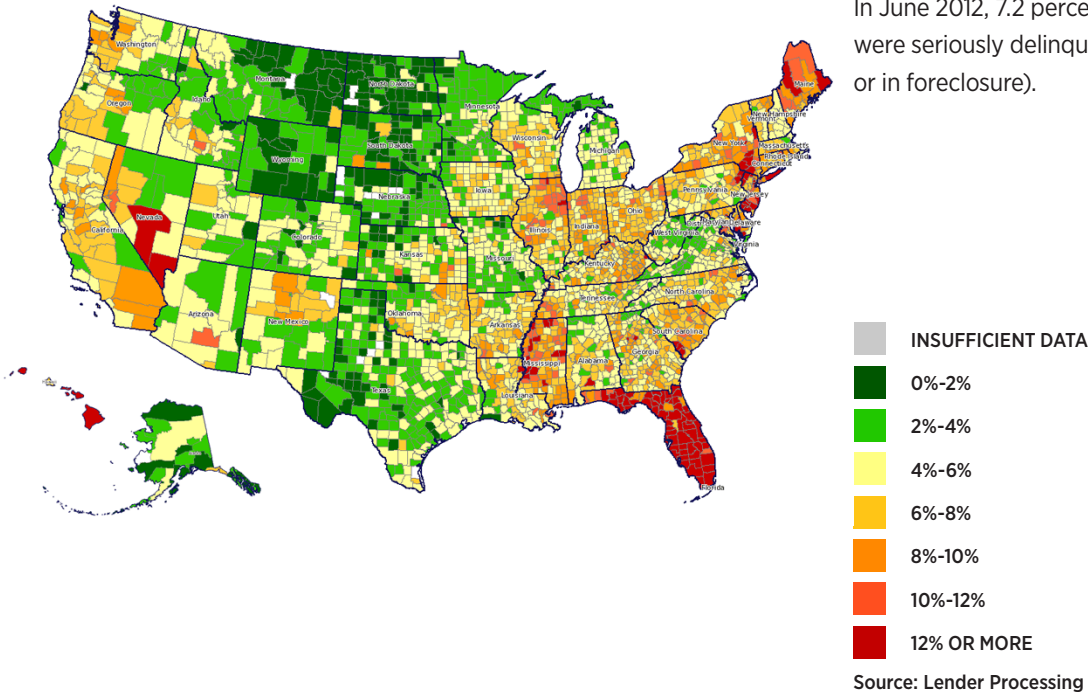 In June 2012, 7.2 perce
were seriously delinqu
or in foreclosure).
Washington
Montana
North Dakota
Minnesota
Maine
Oregon
Idaho
South Dakota
Wisconsin
Michigan
New Hampshire
Vermont
New York
Massachusetts
Rhode Island
Connecticut
Wyoming
Iowa
Nebraska
Pennsylvania
New Jersey
Nevada
Utah
Colorado
Illinois
Indiana
Ohio
Maryland
Delaware
California
Kansas
Missouri
West Virginia
Virginia
Kentucky
Arizona
New Mexico
Oklahoma
Arkansas
Tennessee
North Carolina
South Carolina
Mississippi
Alabama
Georgia
Texas
Louisiana
Florida
INSUFFICIENT DATA
0%-2%
2%-4%
4%-6%
6%-8%
8%-10%
10%-12%
12% OR MORE
Source: Lender Processing